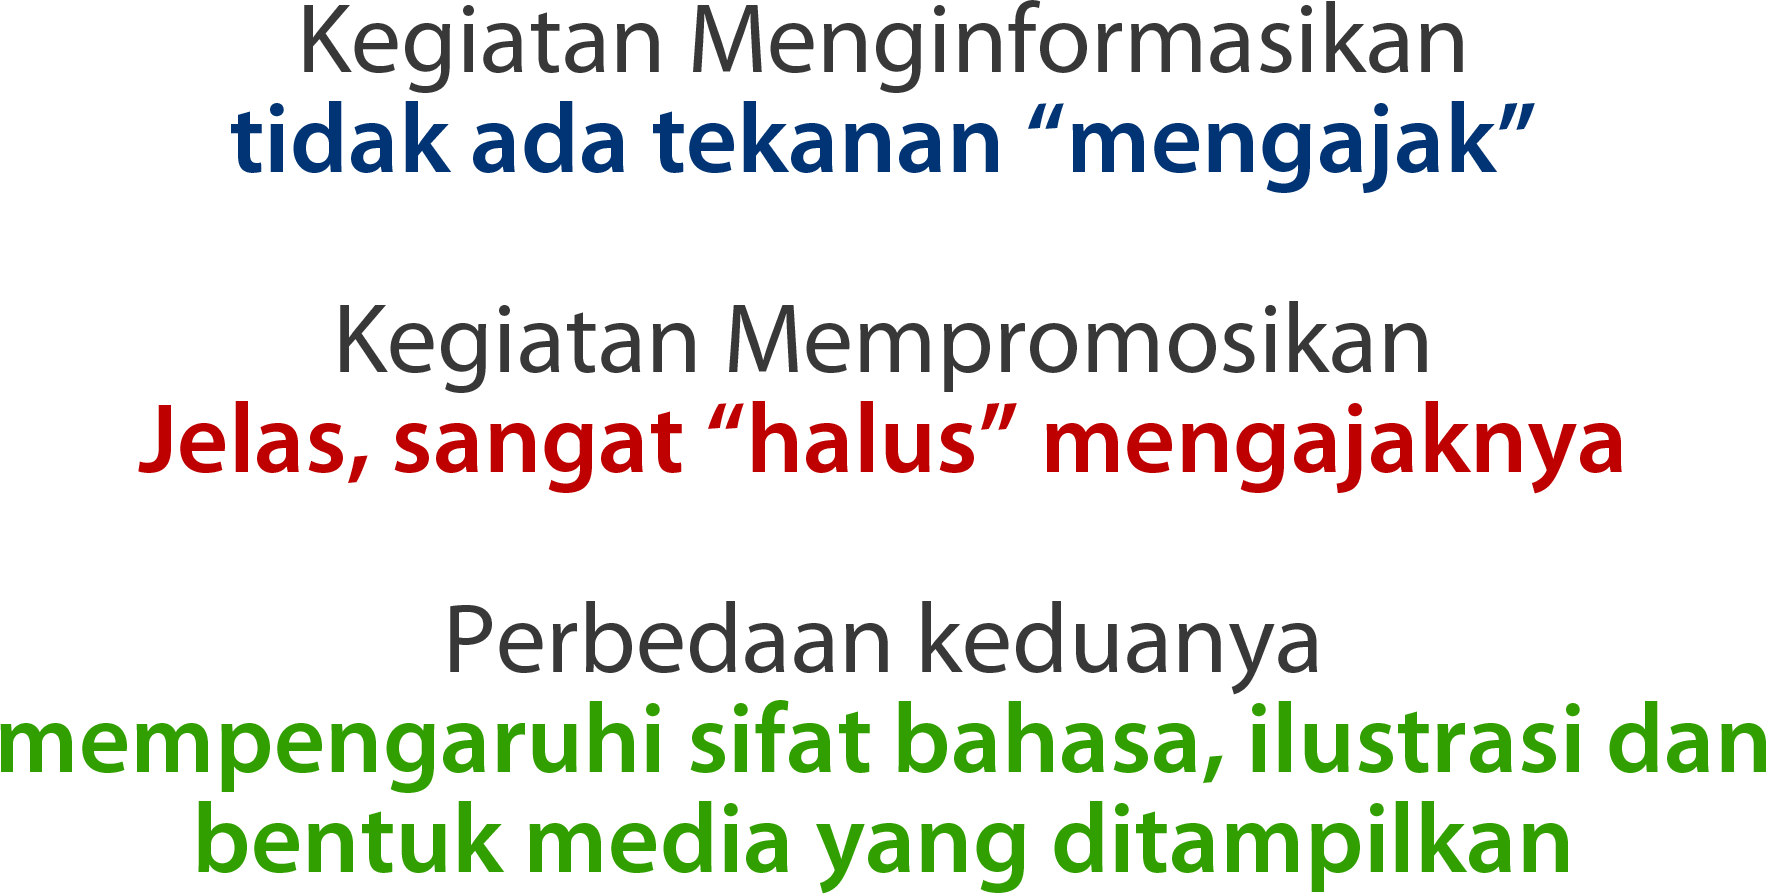 Kegiatan Menginformasikan
tidak ada tekanan “mengajak”
Kegiatan Mempromosikan
Jelas, sangat “halus” mengajaknya
Perbedaan keduanya
mempengaruhi sifat bahasa, ilustrasi dan
bentuk media yang ditampilkan